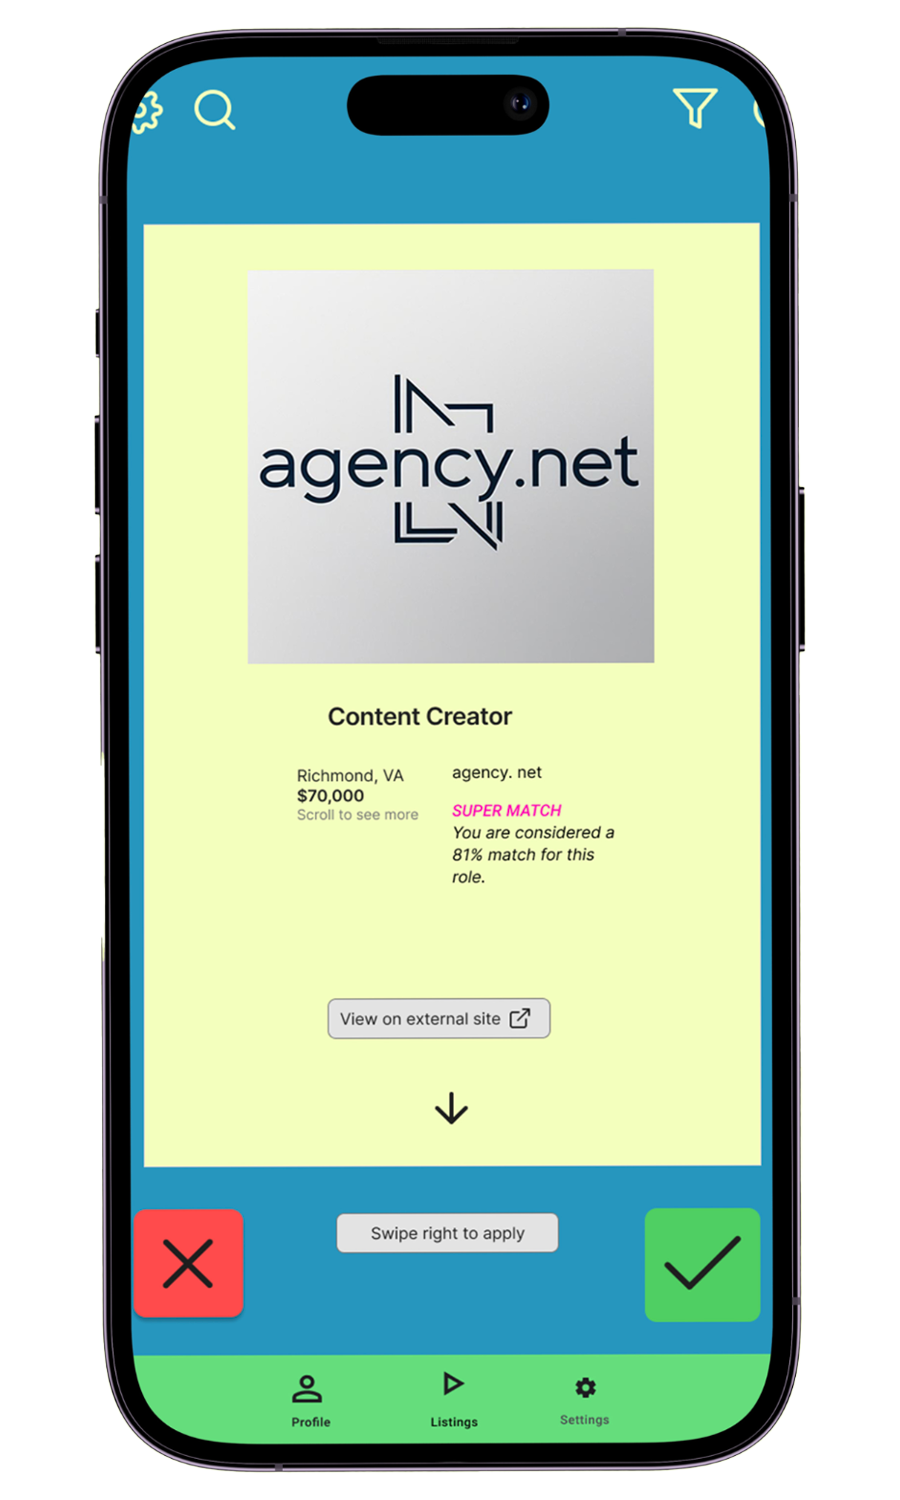 agency.net
Content Creator
Richmond, VA
$70,000
Scroll to see more
agency. net
SUPER MATCH
You are considered a
81% match for this
role.
View on external site
Swipe right to apply
Profile
Listings
Settings